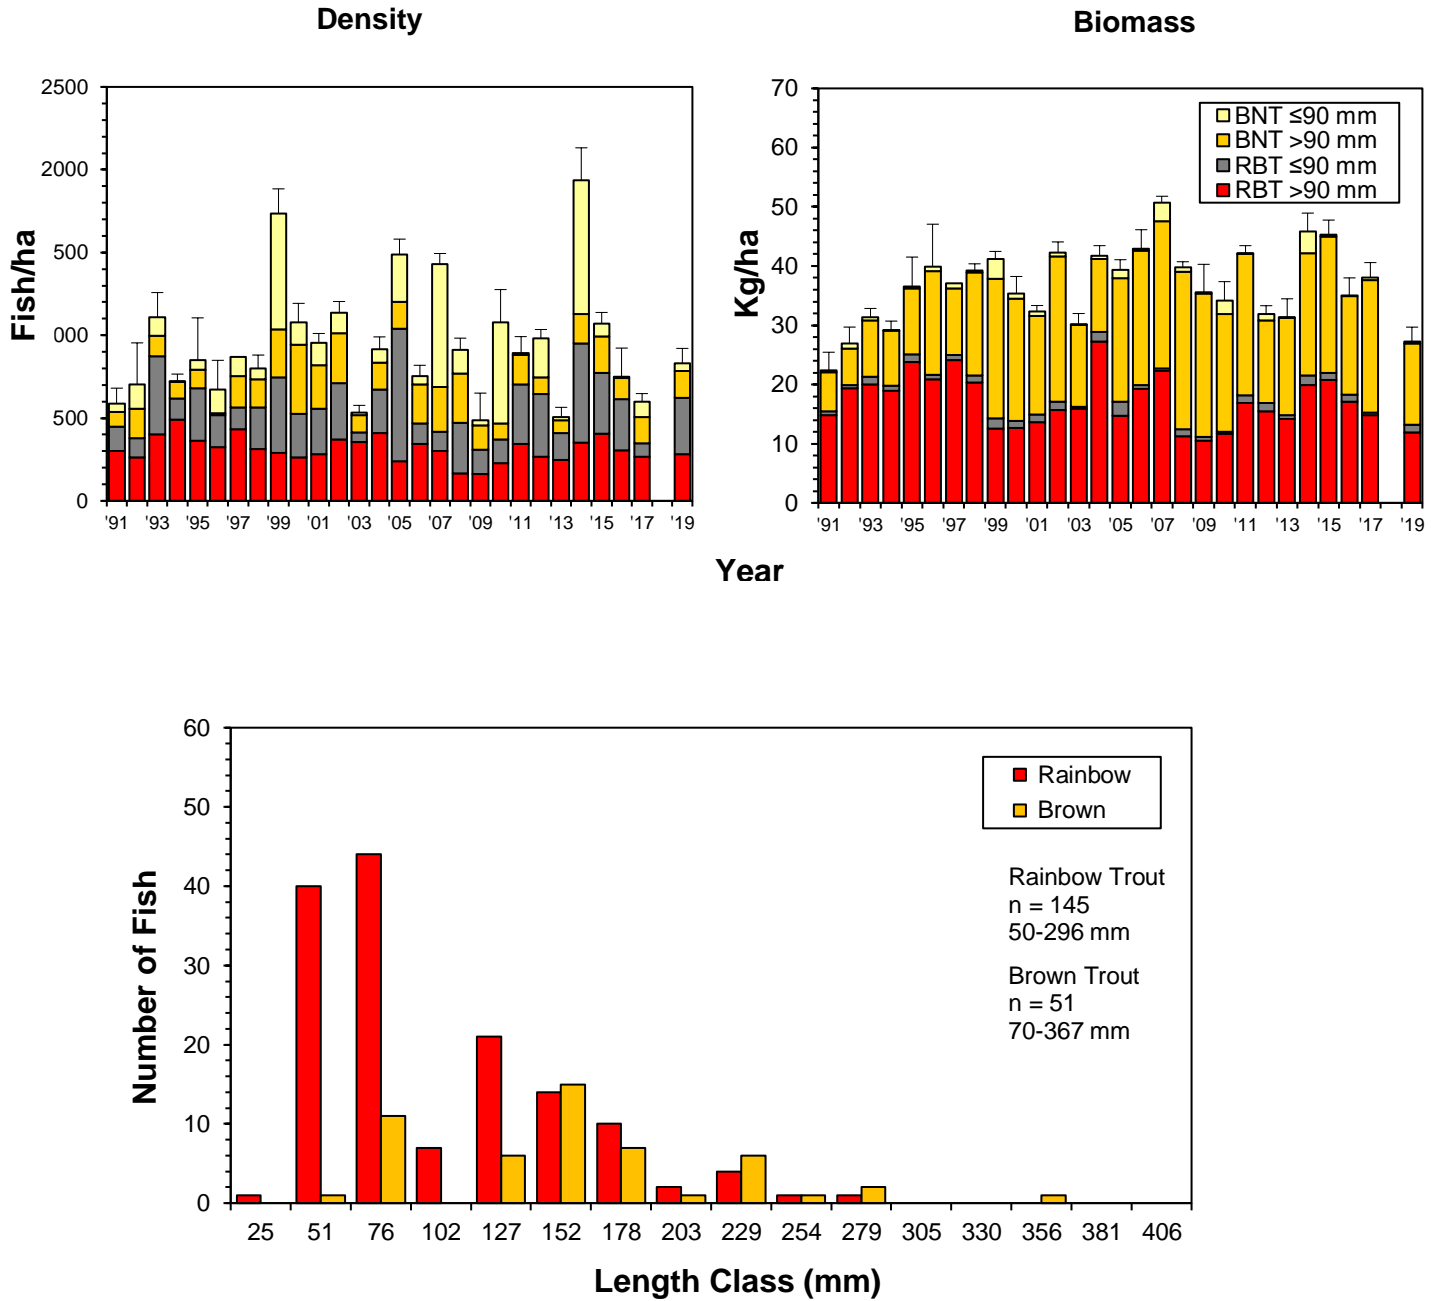 Density
Biomass
2500
2000
500
000
500
0
Fish/ha
'91 '93 '95 '97 '99 '01 '03 '05 '07 '09 '11 '13 '15 '17 '19
70
60
50
40
30
20
10
0
Kg/ha
BNT ≤90 mm
BNT >90 mm
RBT ≤90 mm
RBT >90 mm
'91 '93 '95 '97 '99 '01 '03 '05 '07 '09 '11 '13 '15 '17 '19
Year
60
50
40
30
20
10
0
Number of Fish
Rainbow
Brown
Rainbow Trout
n = 145
50-296 mm
Brown Trout
n = 51
70-367 mm
25 51 76 102 127 152 178 203 229 254 279 305 330 356 381 406
Length Class (mm)